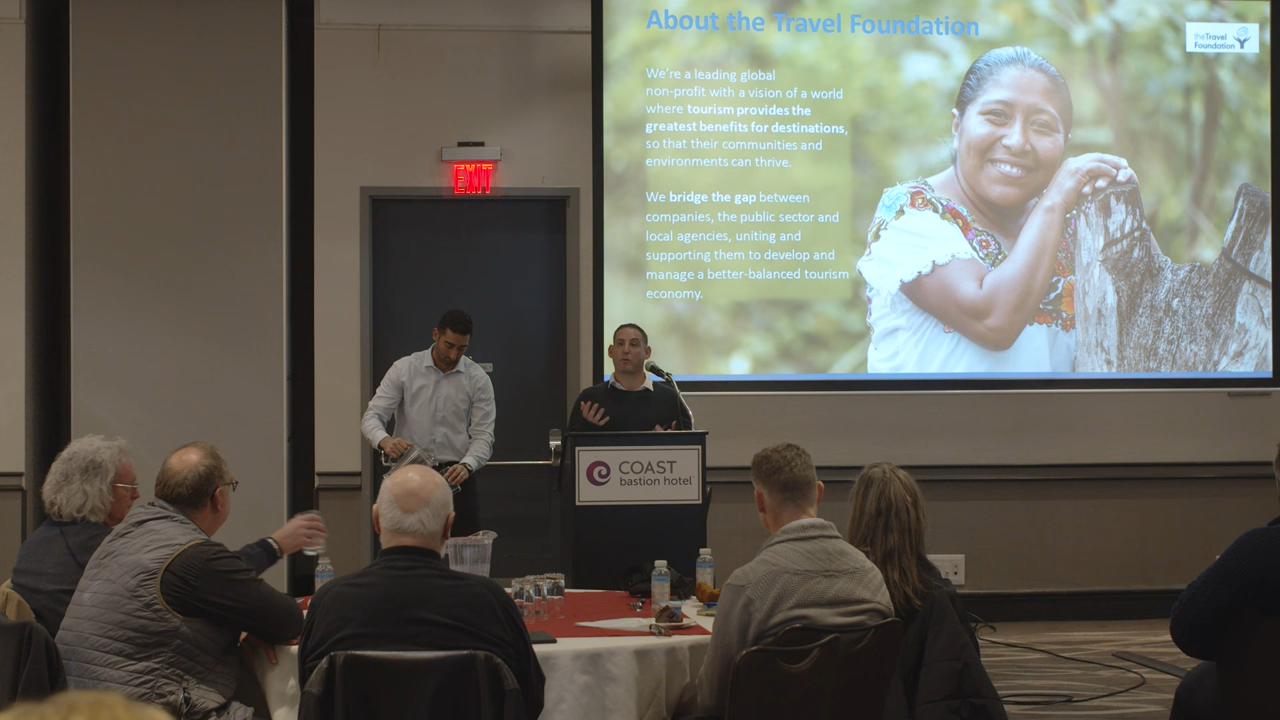 About the Travel Foundation
theTravel
Foundation
We're a leading global
non-profit with a vision of a world
where tourism provides the
greatest benefits for destinations,
so that their communities and
environments can thrive.
We bridge the gap between
companies, the public sector and
local agencies, uniting and
supporting them to develop and
manage a better-balanced tourism
economy.
EXIT
COAST
bastion hotel